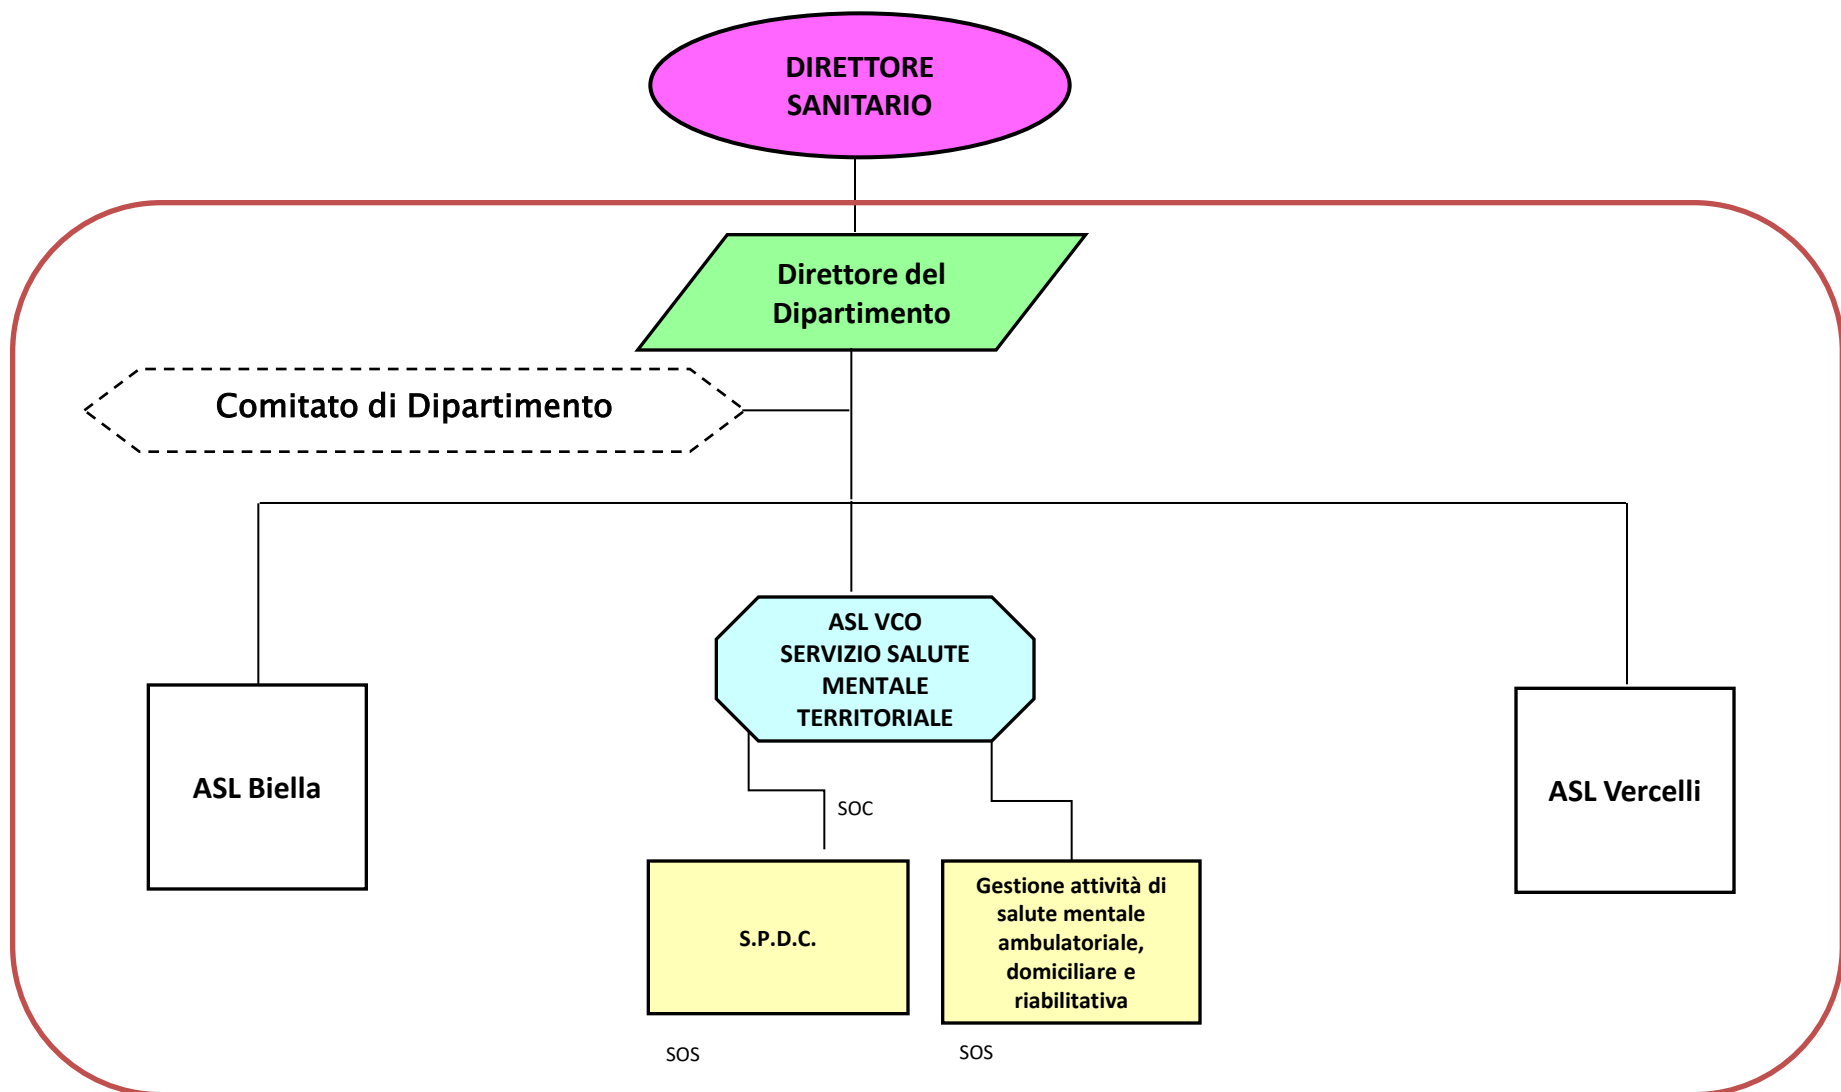 DIRETTORE
SANITARIO
Direttore del
Dipartimento
Comitato di Dipartimento
ASL VCO
SERVIZIO SALUTE
MENTALE
TERRITORIALE
ASL Biella
ASL Vercelli
SOC
S.P.D.C.
Gestione attività di
salute mentale
ambulatoriale,
domiciliare e
riabilitativa
SOS
SOS